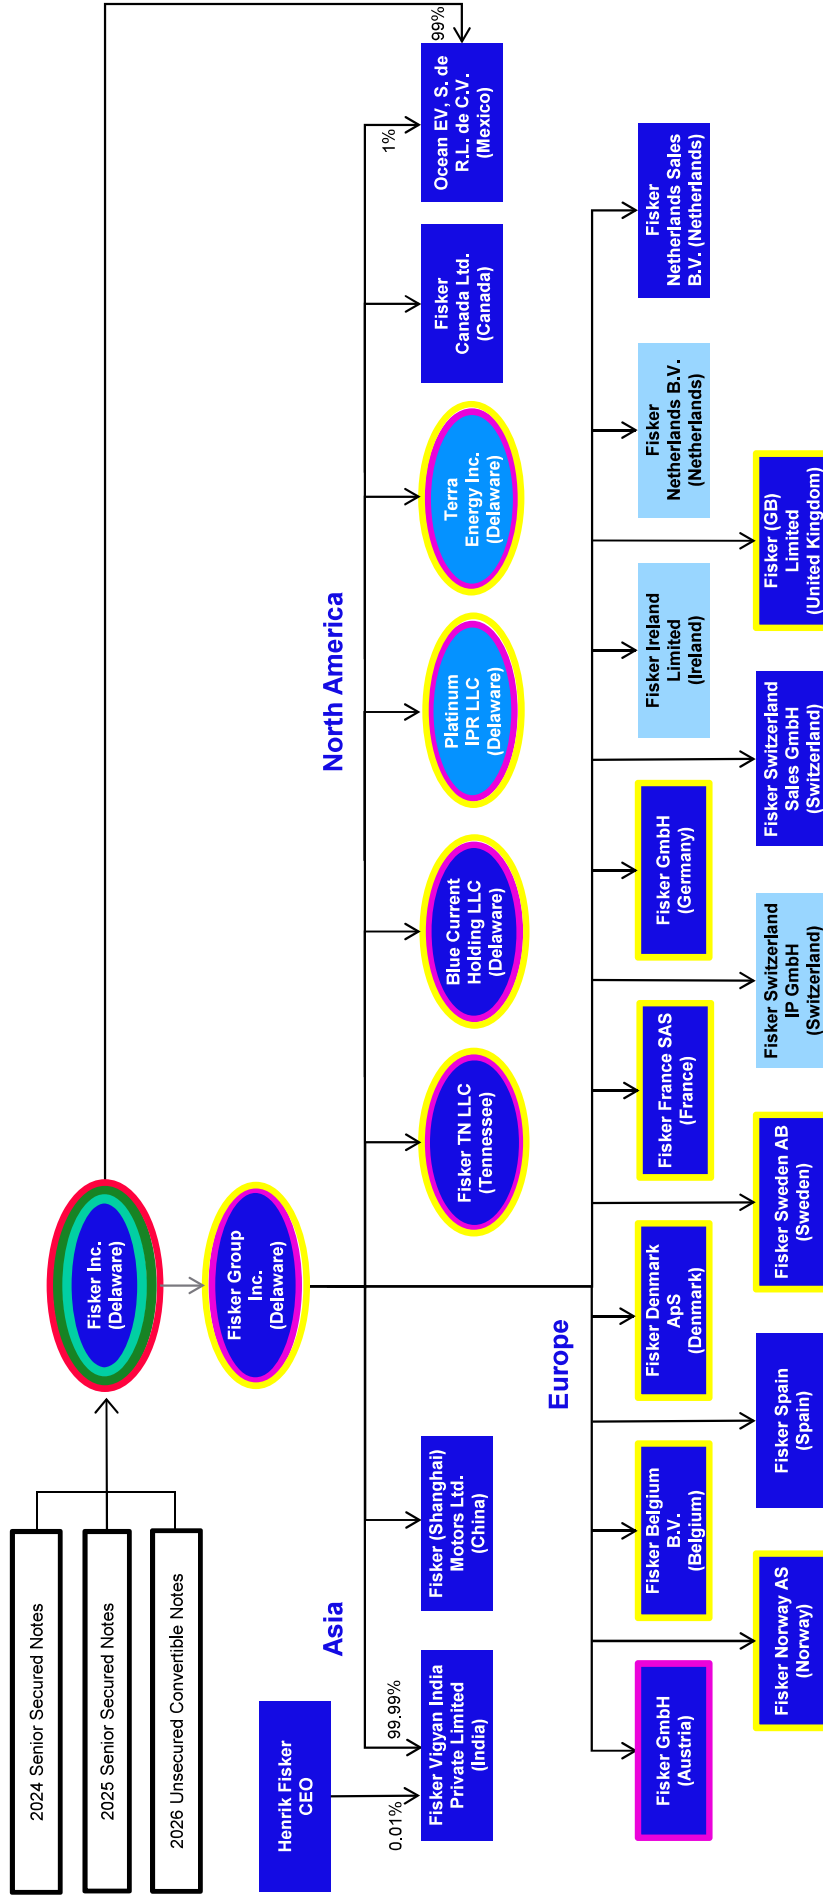 2024 Senior Secured Notes
2025 Senior Secured Notes
2026 Unsecured Convertible Notes
Fisker Inc.
(Delaware)
Henrik Fisker
CEO
Fisker Group
Inc.
(Delaware)
Asia
North America
0.01%
99.99%
1%
99%
Fisker Vigyan India
Private Limited
(India)
Fisker (Shanghai)
Motors Ltd.
(China)
Fisker TN LLC
(Tennessee)
Blue Current
Holding LLC
(Delaware)
Platinum
IPR LLC
(Delaware)
Terra
Energy Inc.
(Delaware)
Fisker
Canada Ltd.
(Canada)
Ocean EV, S. de
R.L. de C.V.
(Mexico)
Europe
Fisker GmbH
(Austria)
Fisker Belgium
B.V.
(Belgium)
Fisker Denmark
ApS
(Denmark)
Fisker France SAS
(France)
Fisker GmbH
(Germany)
Fisker Ireland
Limited
(Ireland)
Fisker
Netherlands B.V.
(Netherlands)
Fisker
Netherlands Sales
B.V. (Netherlands)
Fisker Norway AS
(Norway)
Fisker Spain
(Spain)
Fisker Sweden AB
(Sweden)
Fisker Switzerland
IP GmbH
(Switzerland)
Fisker Switzerland
Sales GmbH
(Switzerland)
Fisker (GB)
Limited
(United Kingdom)